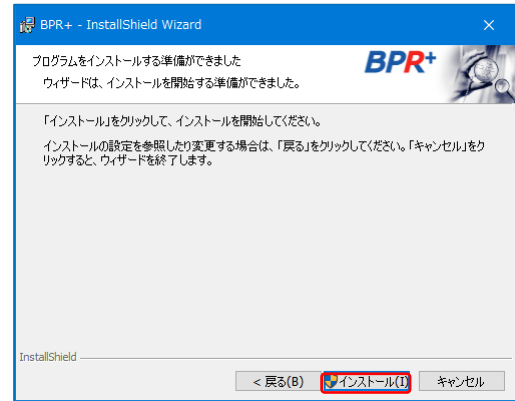 BPR+ - InstallShield Wizard
プログラムをインストールする準備ができました
BPR+
ウィザードは、インストールを開始する準備ができました。
「インストール」をクリックして、インストールを開始してください。
インストールの設定を参照したり変更する場合は、「戻る」をクリックしてください。「キャンセル」をク
リックすると、ウィザードを終了します。
InstallShield
< 戻る(B)
インストール(I)
キャンセル